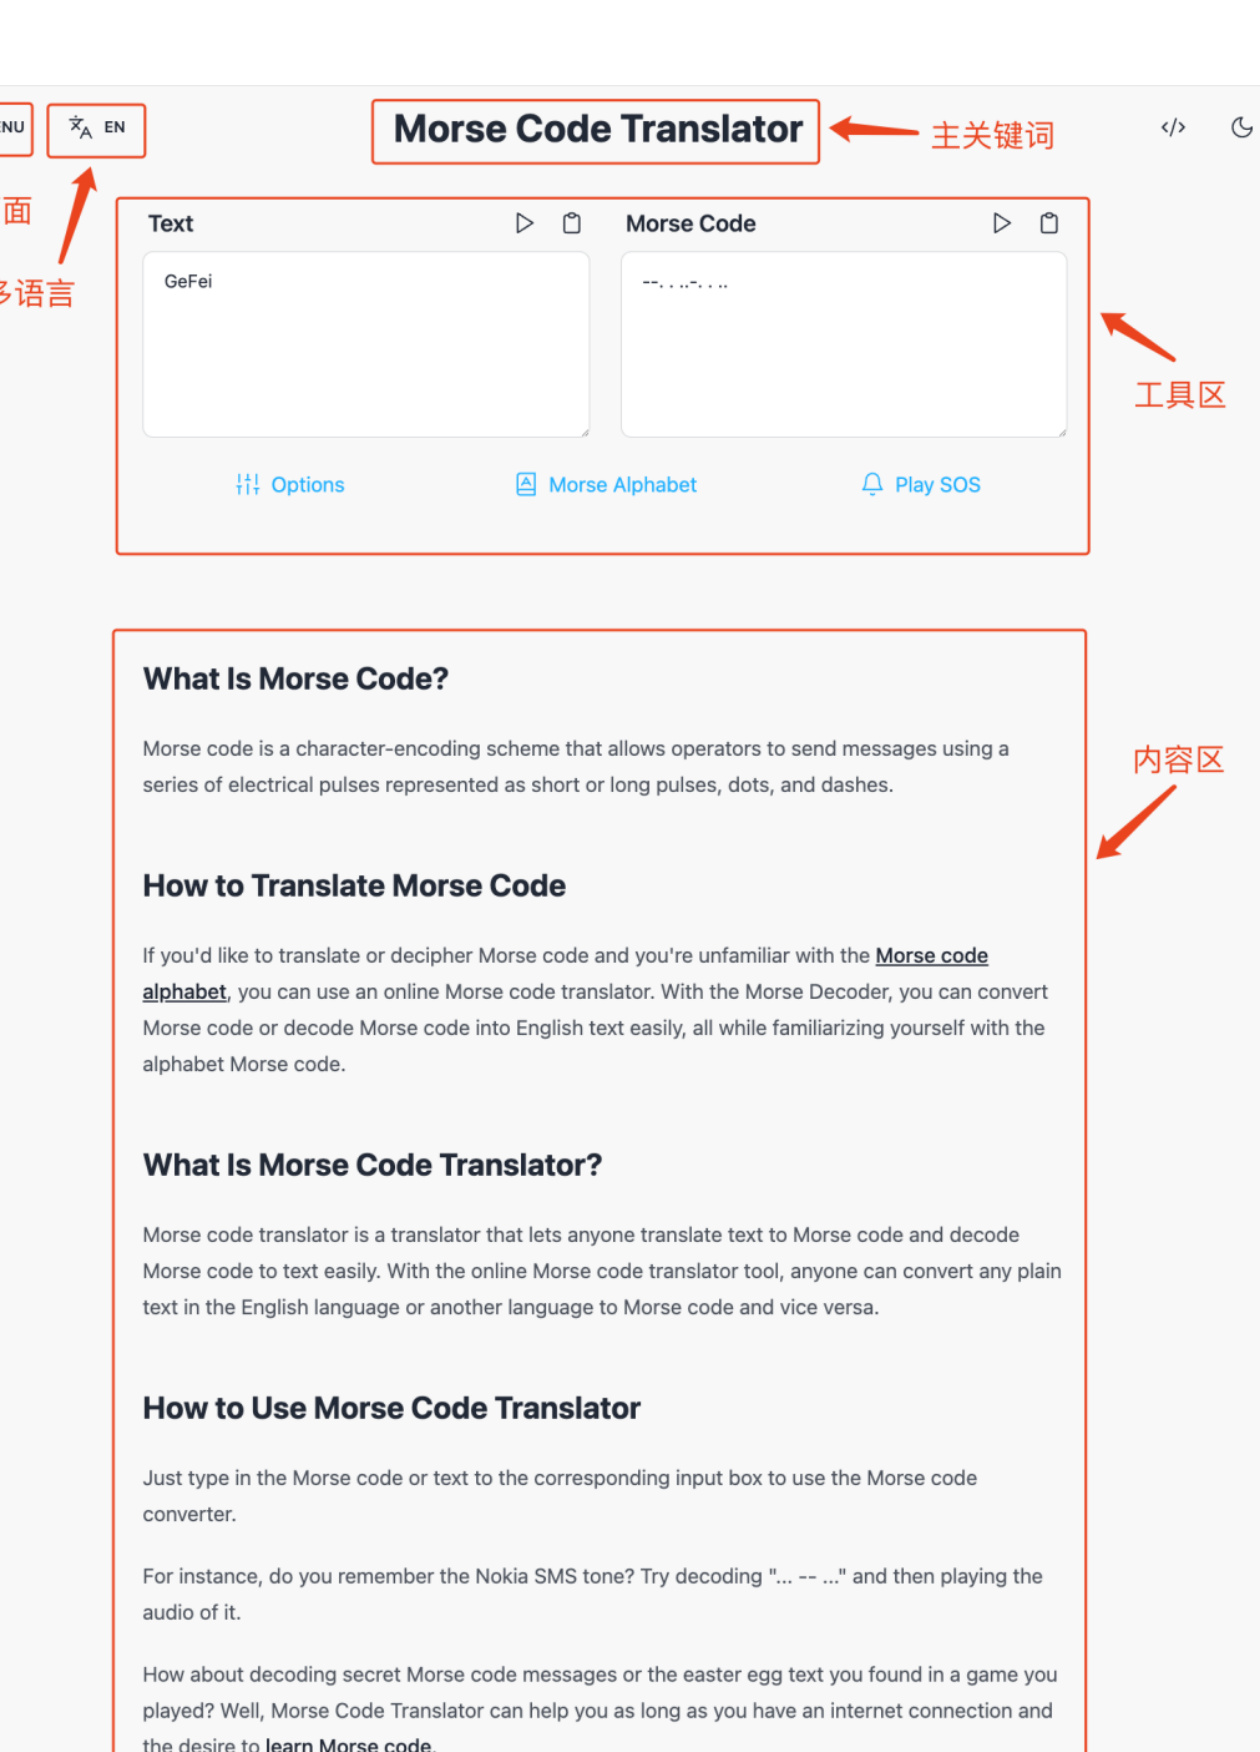 ENU
EN
Morse Code Translator
主关键词
面
多语言
Text
Morse Code
GeFei
--. . ..-. . ..
工具区
Options
Morse Alphabet
Play SOS
What Is Morse Code?
Morse code is a character-encoding scheme that allows operators to send messages using a
series of electrical pulses represented as short or long pulses, dots, and dashes.
内容区
How to Translate Morse Code
If you'd like to translate or decipher Morse code and you're unfamiliar with the Morse code
alphabet, you can use an online Morse code translator. With the Morse Decoder, you can convert
Morse code or decode Morse code into English text easily, all while familiarizing yourself with the
alphabet Morse code.
What Is Morse Code Translator?
Morse code translator is a translator that lets anyone translate text to Morse code and decode
Morse code to text easily. With the online Morse code translator tool, anyone can convert any plain
text in the English language or another language to Morse code and vice versa.
How to Use Morse Code Translator
Just type in the Morse code or text to the corresponding input box to use the Morse code
converter.
For instance, do you remember the Nokia SMS tone? Try decoding "... -- ..." and then playing the
audio of it.
How about decoding secret Morse code messages or the easter egg text you found in a game you
played? Well, Morse Code Translator can help you as long as you have an internet connection and
the desire to learn Morse code.